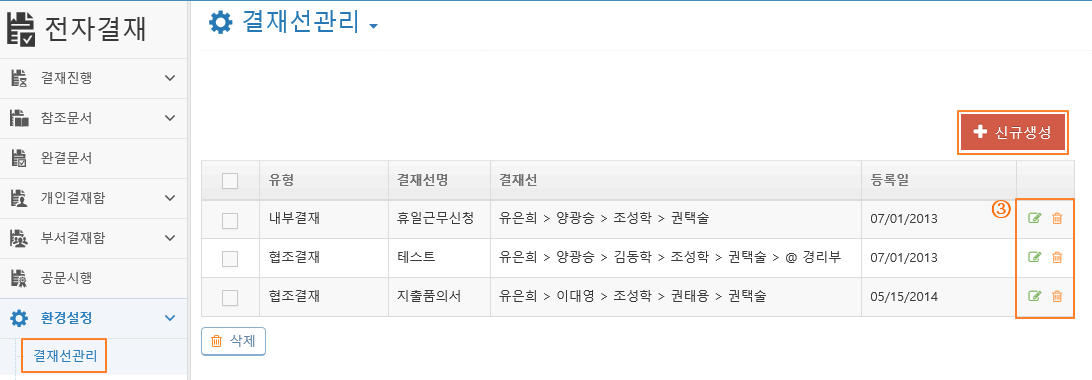 전자결재
결재진행
참조문서
완결문서
개인결재함
부서결재함
공문시행
환경설정
결재선관리
결재선관리
신규생성
유형 결재선명 결재선 등록일
내부결재 휴일근무신청 유은희 > 양광승 > 조성학 > 권택술 07/01/2013 ③
협조결재 테스트 유은희 > 양광승 > 김동학 > 조성학 > 권택술 > @ 경리부 07/01/2013
협조결재 지출품의서 유은희 > 이대영 > 조성학 > 권태용 > 권택술 05/15/2014
삭제